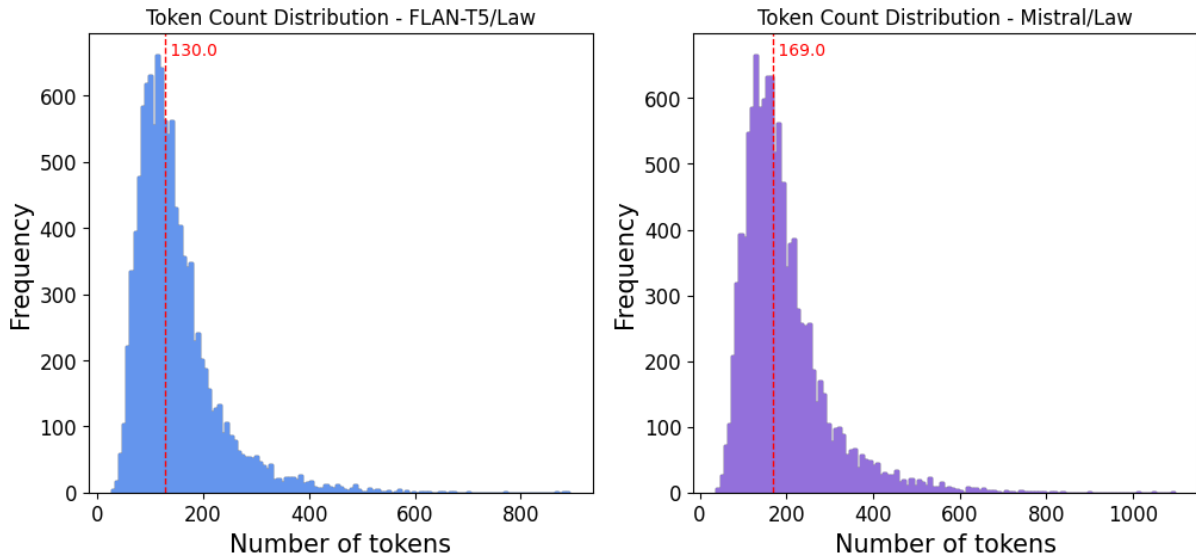 Token Count Distribution - FLAN-T5/Law
130.0
600
500
400
300
200
100
0
Frequency
0 200 400 600 800
Number of tokens
Token Count Distribution - Mistral/Law
169.0
600
500
400
300
200
100
0
Frequency
0 200 400 600 800 1000
Number of tokens